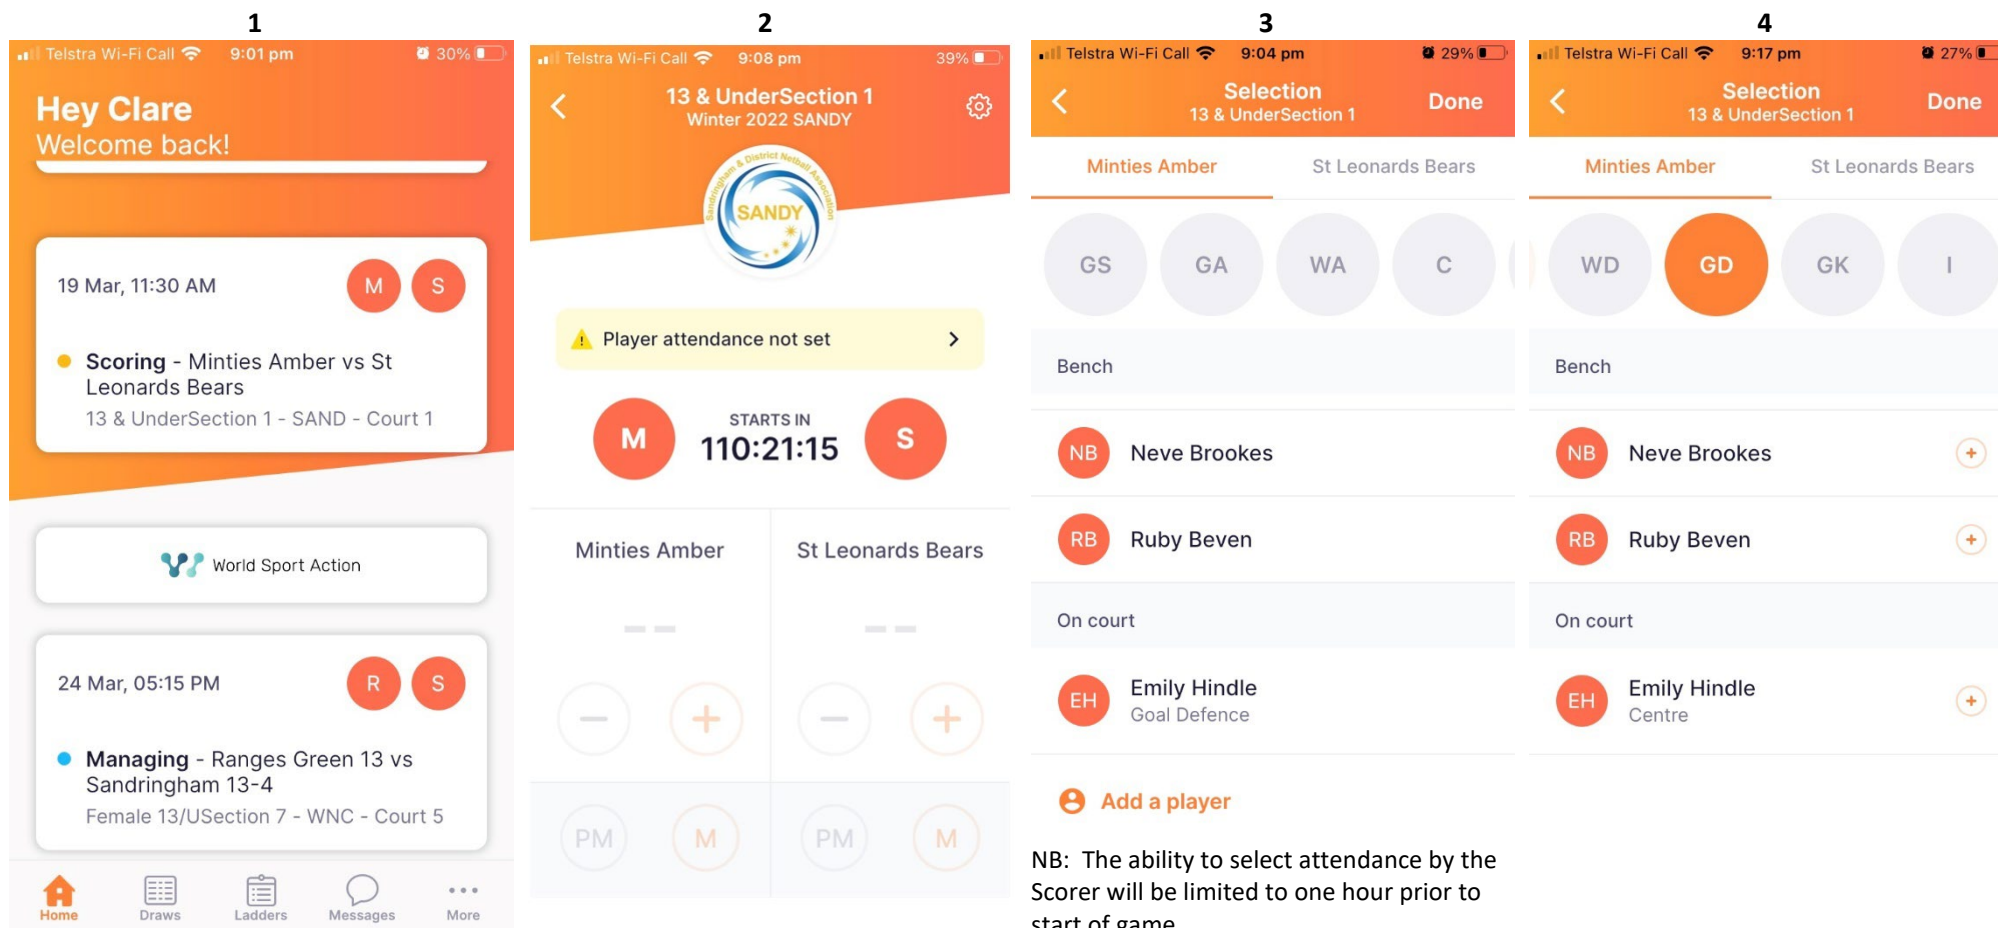 1
Telstra Wi-Fi Call 9:01 pm 30%
Hey Clare
Welcome back!
19 Mar, 11:30 AM M S
Scoring - Minties Amber vs St
Leonards Bears
13 & UnderSection 1 - SAND - Court 1
World Sport Action
24 Mar, 05:15 PM R S
Managing - Ranges Green 13 vs
Sandringham 13-4
Female 13/USection 7 - WNC - Court 5
Home Draws Ladders Messages More
2
Telstra Wi-Fi Call 9:08 pm 39%
13 & UnderSection 1
Winter 2022 SANDY
Sandringham & District Netball Association
SANDY
Player attendance not set
STARTS IN
M 110:21:15 S
Minties Amber St Leonards Bears
PM M PM M
3
Telstra Wi-Fi Call 9:04 pm 29%
Selection
13 & UnderSection 1
Done
Minties Amber St Leonards Bears
GS GA WA C
Bench
NB Neve Brookes
RB Ruby Beven
On court
EH Emily Hindle
Goal Defence
Add a player
NB: The ability to select attendance by the
Scorer will be limited to one hour prior to
start of game
4
Telstra Wi-Fi Call 9:17 pm 27%
Selection
13 & UnderSection 1
Done
Minties Amber St Leonards Bears
WD GD GK I
Bench
NB Neve Brookes
RB Ruby Beven
On court
EH Emily Hindle
Centre